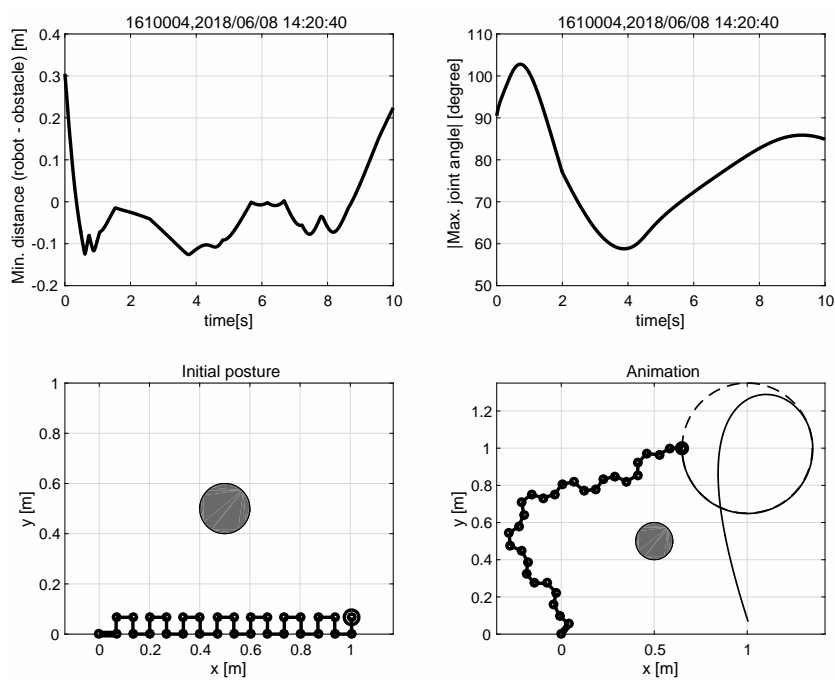 1610004,2018/06/08 14:20:40
Min. distance (robot - obstacle) [m]
0.4
0.3
0.2
0.1
0
-0.1
-0.2
0 2 4 6 8 10
time[s]
1610004,2018/06/08 14:20:40
|Max. joint angle| [degree]
110
100
90
80
70
60
50
0 2 4 6 8 10
time[s]
Initial posture
y [m]
1
0.8
0.6
0.4
0.2
0
0 0.2 0.4 0.6 0.8 1
x [m]
Animation
y [m]
1.2
1
0.8
0.6
0.4
0.2
0
0 0.5 1
x [m]